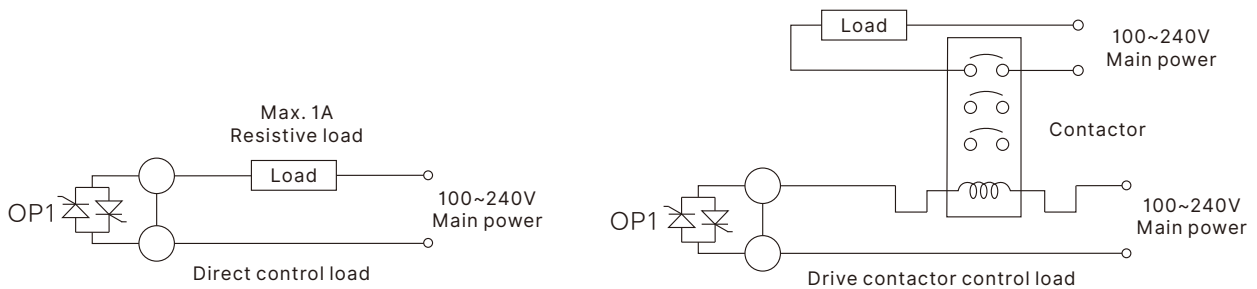 Max. 1A
Resistive load
Load
OP1
100~240V
Main power
Direct control load
Load
100~240V
Main power
Contactor
OP1
100~240V
Main power
Drive contactor control load